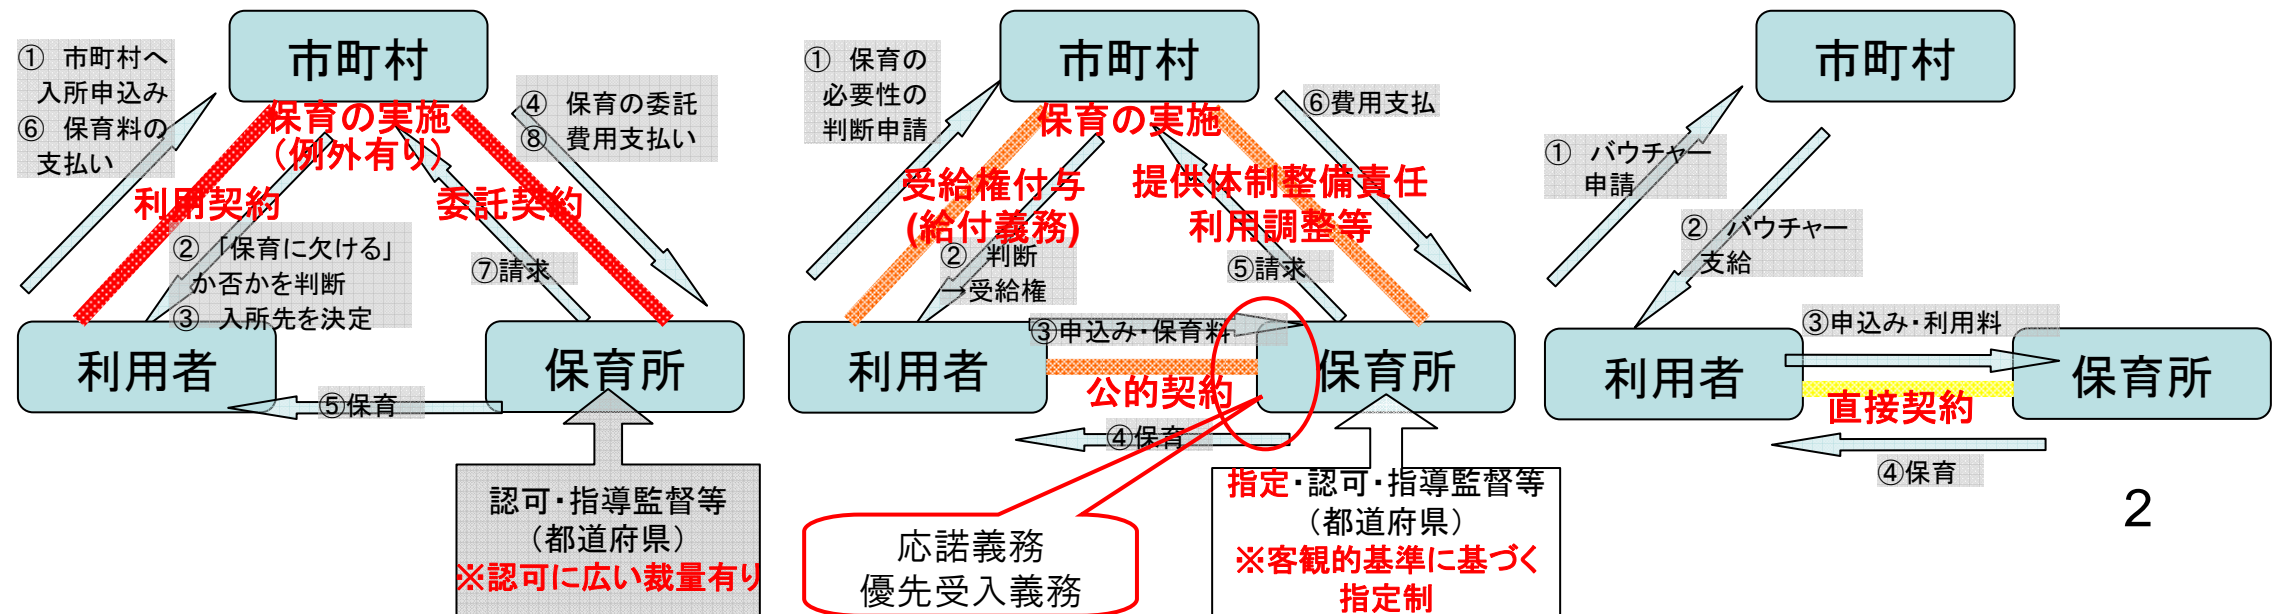 市町村
① 市町村へ
入所申込み
⑥ 保育料の
支払い
保育の実施
（例外有り）
④ 保育の委託
⑧ 費用支払い
利用契約
委託契約
② 「保育に欠ける」
か否かを判断
③ 入所先を決定
⑦請求
利用者
保育所
⑤保育
認可・指導監督等
（都道府県）
※認可に広い裁量有り
市町村
① 保育の
必要性の
判断申請
保育の実施
⑥費用支払
受給権付与
(給付義務)
提供体制整備責任
利用調整等
② 判断
→受給権
⑤請求
③申込み・保育料
利用者
保育所
公的契約
④保育
応諾義務
優先受入義務
指定・認可・指導監督等
（都道府県）
※客観的基準に基づく
指定制
市町村
① バウチャー
申請
② バウチャー
支給
③申込み・利用料
利用者
保育所
直接契約
④保育
2